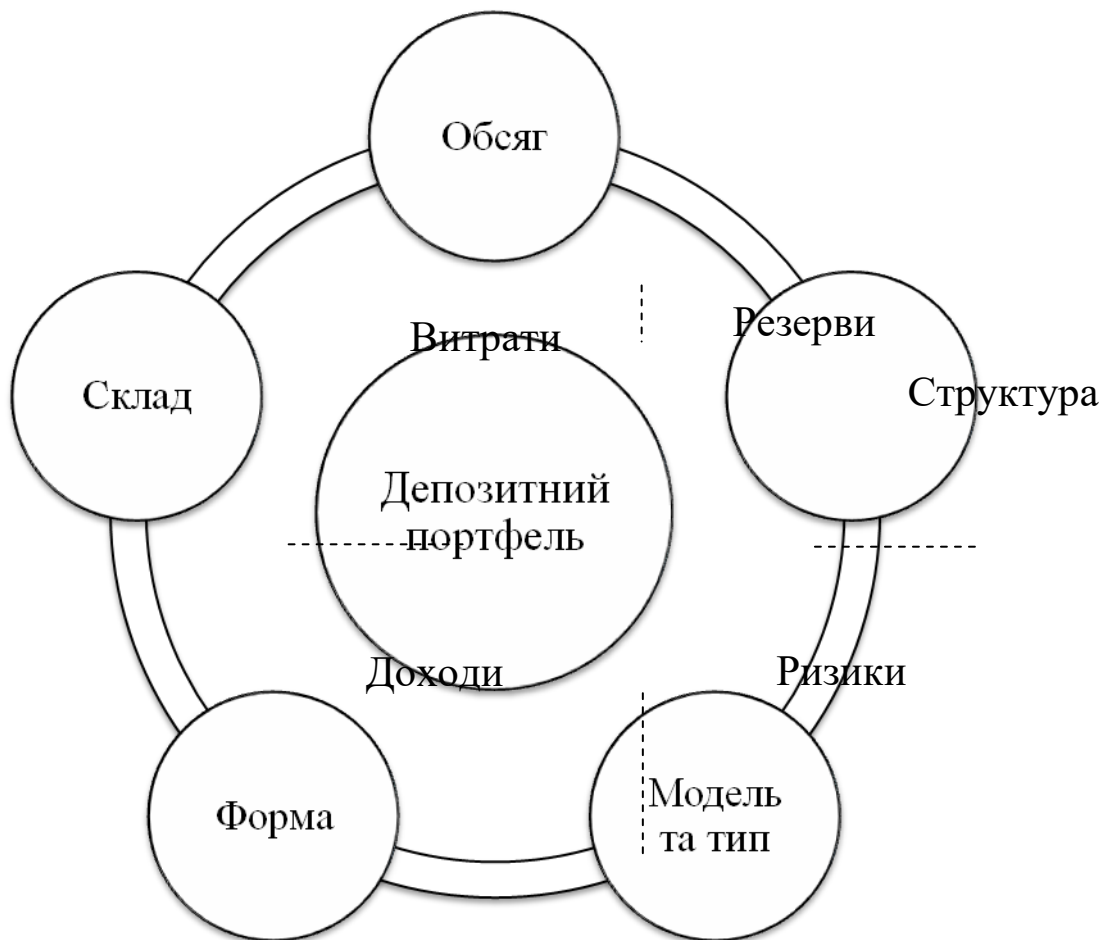 Обсяг
Витрати
Резерви
Склад
Структура
Депозитний
портфель
Доходи
Ризики
Форма
Модель
та тип